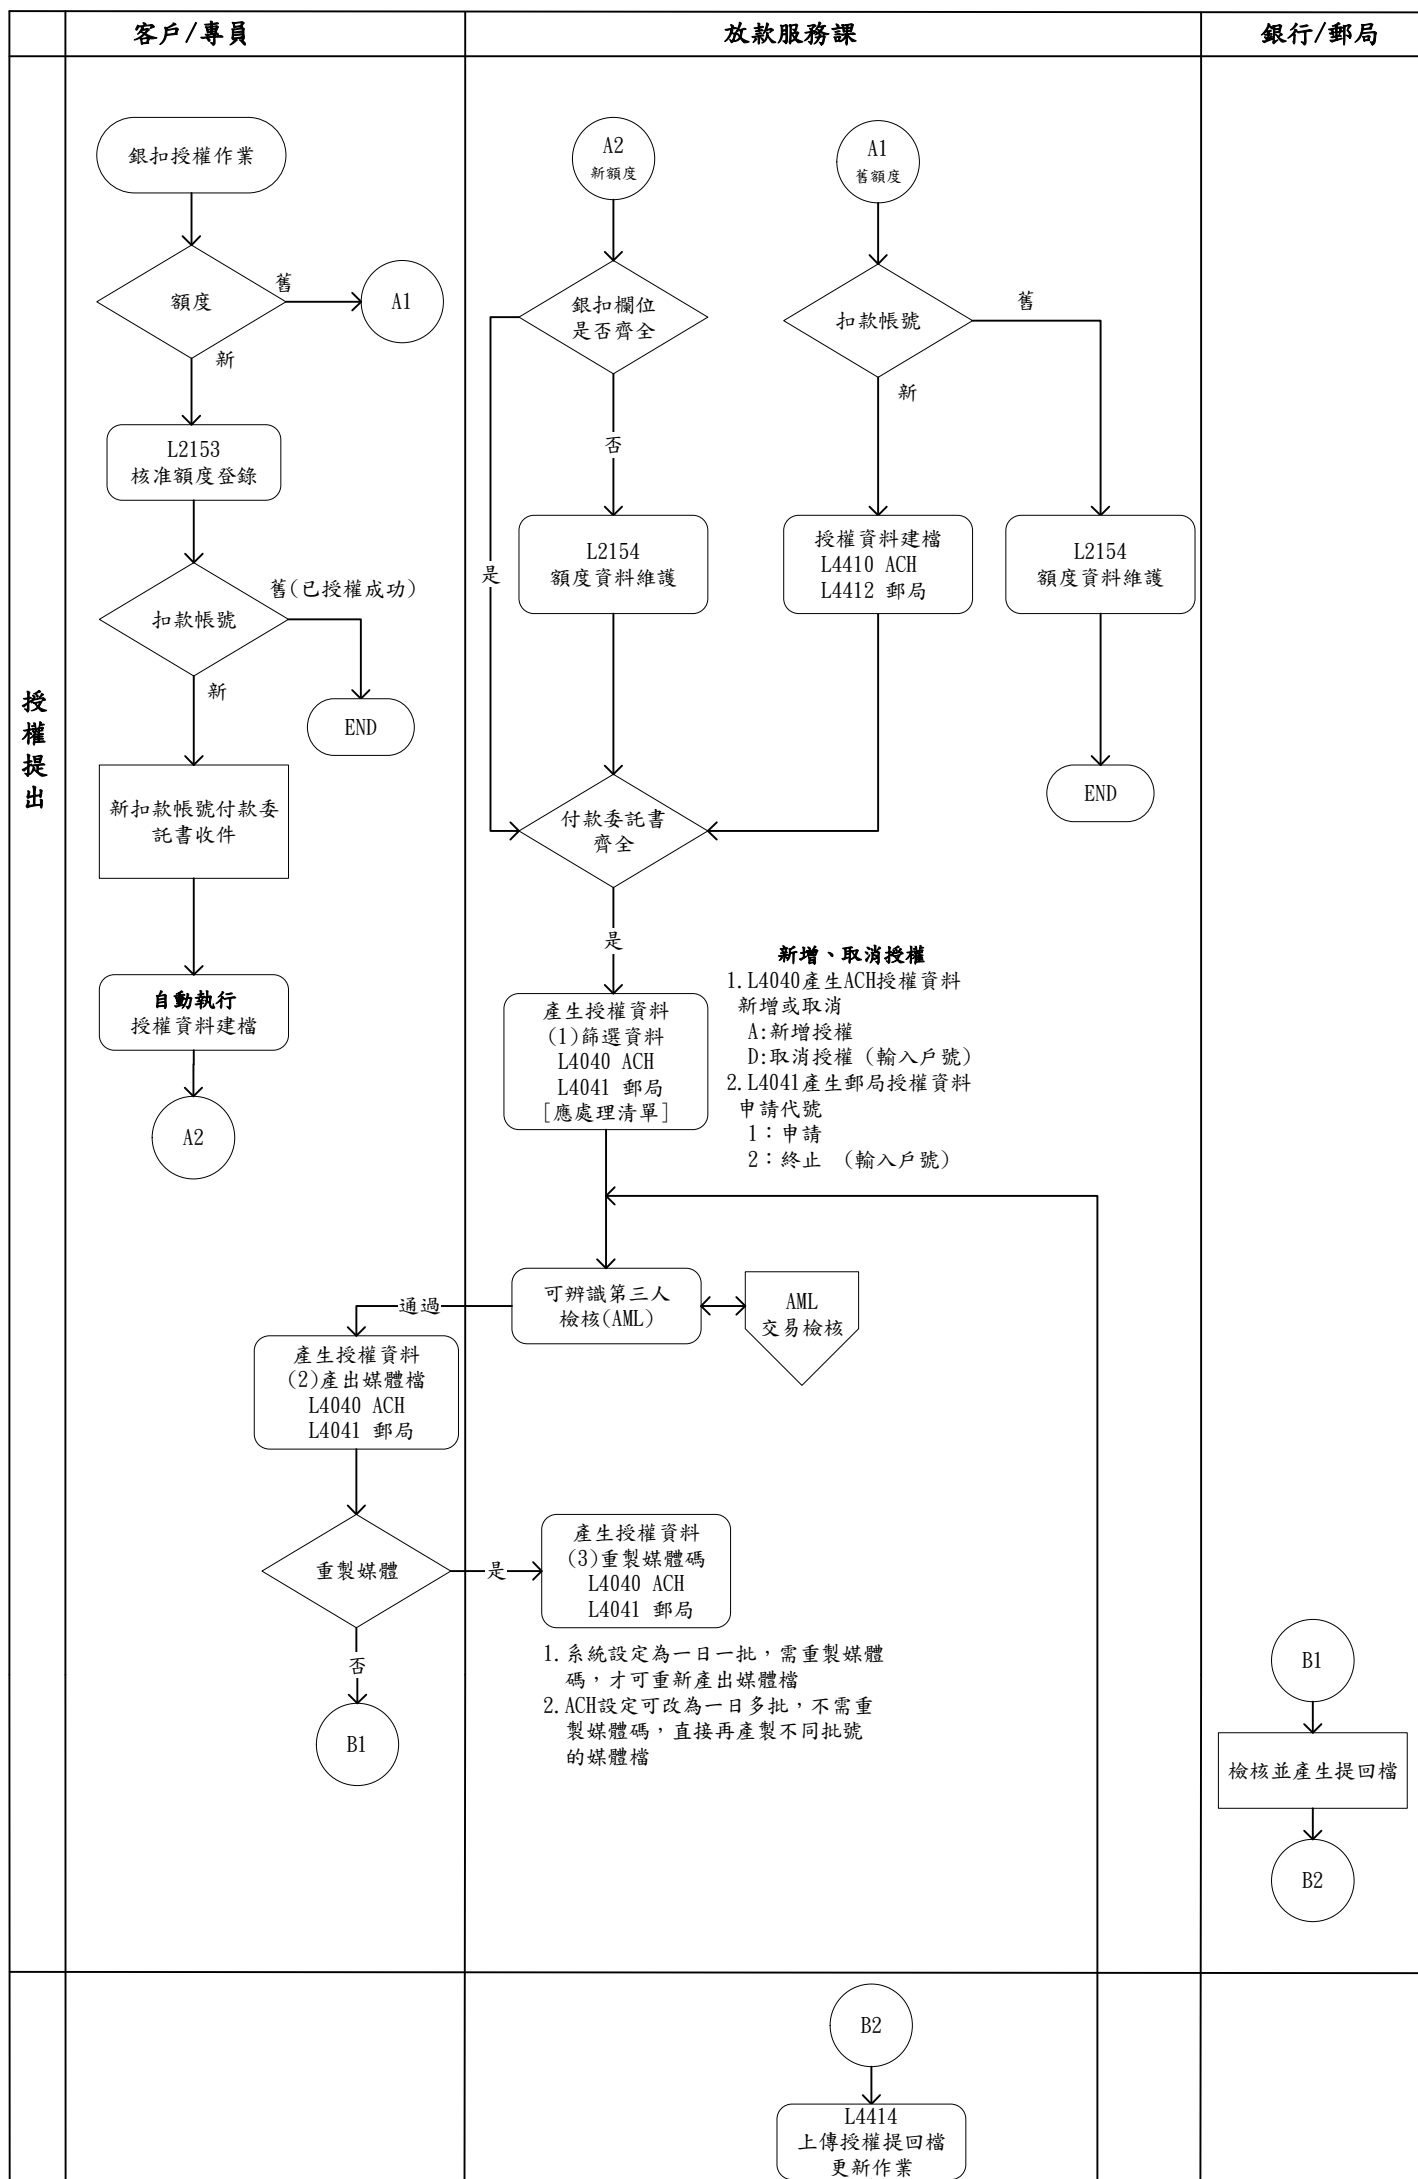 客戶/專員
放款服務課
銀行/郵局
授
權
提
出
銀扣授權作業
額度
舊
A1
新
L2153
核准額度登錄
扣款帳號
舊(已授權成功)
END
新
新扣款帳號付款委
託書收件
自動執行
授權資料建檔
A2
A2
新額度
銀扣欄位
是否齊全
是
否
L2154
額度資料維護
A1
舊額度
扣款帳號
舊
新
授權資料建檔
L4410 ACH
L4412 郵局
L2154
額度資料維護
END
付款委託書
齊全
是
產生授權資料
(1)篩選資料
L4040 ACH
L4041 郵局
[應處理清單]
新增、取消授權
1.L4040產生ACH授權資料
新增或取消
A:新增授權
D:取消授權（輸入戶號）
2.L4041產生郵局授權資料
申請代號
1：申請
2：終止 （輸入戶號）
可辨識第三人
檢核(AML)
AML
交易檢核
通過
產生授權資料
(2)產出媒體檔
L4040 ACH
L4041 郵局
重製媒體
是
否
B1
產生授權資料
(3)重製媒體碼
L4040 ACH
L4041 郵局
1.系統設定為一日一批，需重製媒體
碼，才可重新產出媒體檔
2.ACH設定可改為一日多批，不需重
製媒體碼，直接再產製不同批號
的媒體檔
B1
檢核並產生提回檔
B2
B2
L4414
上傳授權提回檔
更新作業